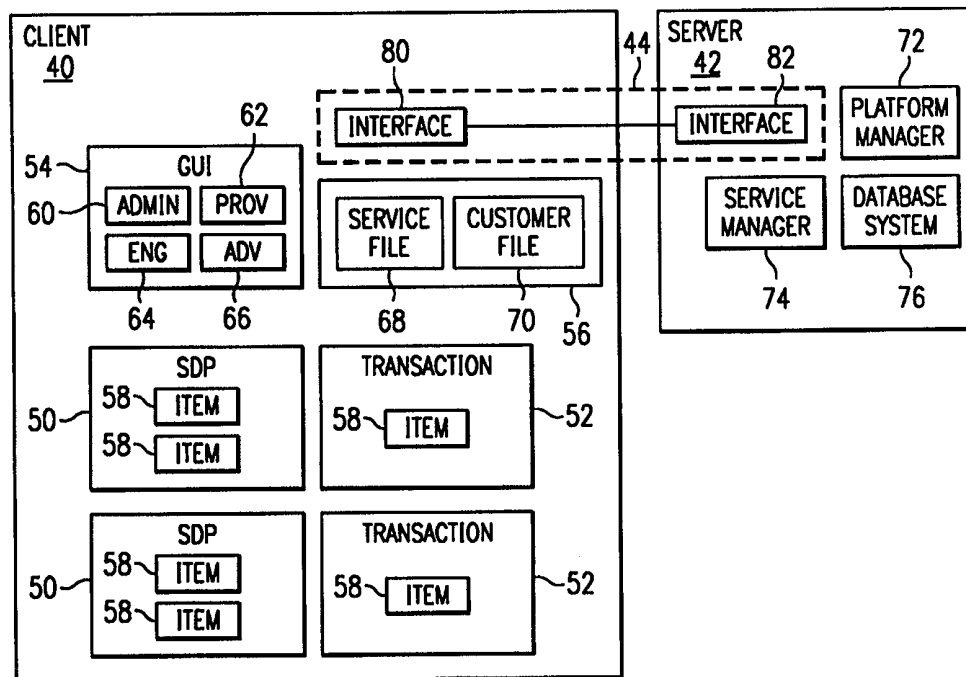 CLIENT
40
80
44
SERVER
42
82
72
INTERFACE
INTERFACE
PLATFORM
MANAGER
62
54
GUI
60
ADMIN
PROV
ENG
ADV
64
66
SERVICE
FILE
CUSTOMER
FILE
68
70
56
SERVICE
MANAGER
DATABASE
SYSTEM
74
76
SDP
50
58
ITEM
58
ITEM
TRANSACTION
58
ITEM
52
SDP
50
58
ITEM
58
ITEM
TRANSACTION
58
ITEM
52